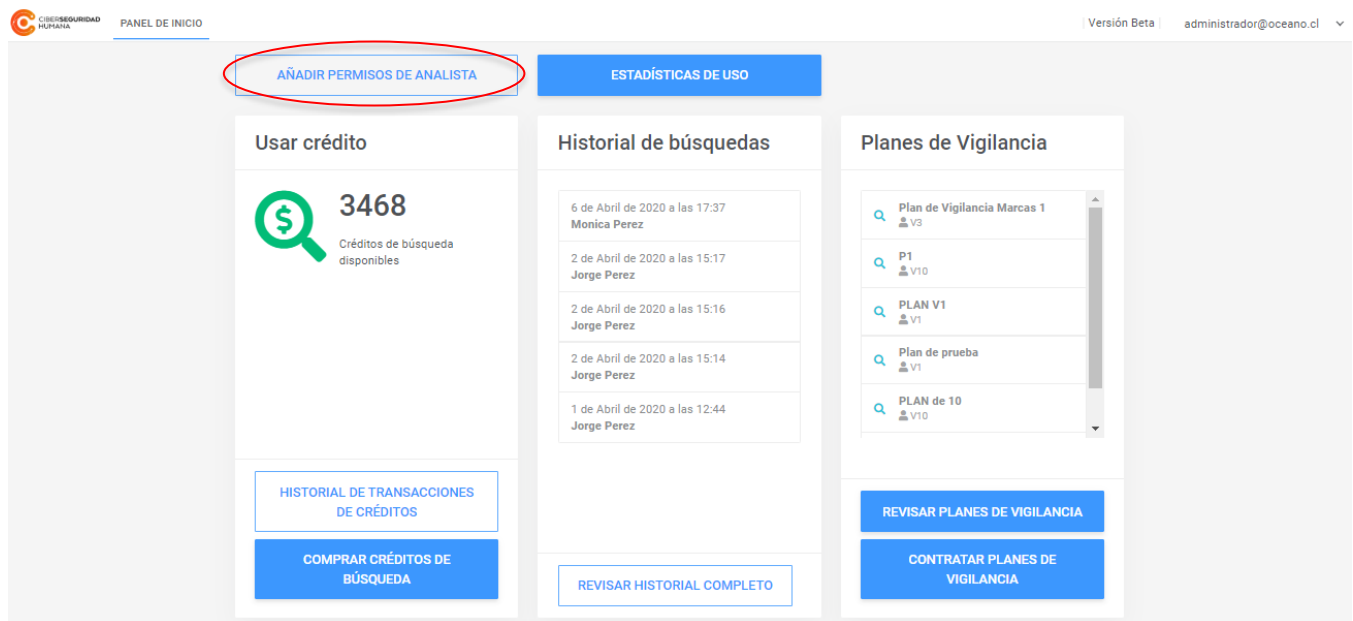 CIBERSEGURIDAD
HUMANA
PANEL DE INICIO
Versión Beta
administrador@oceano.cl
AÑADIR PERMISOS DE ANALISTA
ESTADÍSTICAS DE USO
Usar crédito
3468
Créditos de búsqueda
disponibles
HISTORIAL DE TRANSACCIONES
DE CRÉDITOS
COMPRAR CRÉDITOS DE
BÚSQUEDA
Historial de búsquedas
6 de Abril de 2020 a las 17:37
Monica Perez
2 de Abril de 2020 a las 15:17
Jorge Perez
2 de Abril de 2020 a las 15:16
Jorge Perez
2 de Abril de 2020 a las 15:14
Jorge Perez
1 de Abril de 2020 a las 12:44
Jorge Perez
REVISAR HISTORIAL COMPLETO
Planes de Vigilancia
Plan de Vigilancia Marcas 1
V3
P1
V10
PLAN V1
V1
Plan de prueba
V1
PLAN de 10
V10
REVISAR PLANES DE VIGILANCIA
CONTRATAR PLANES DE
VIGILANCIA